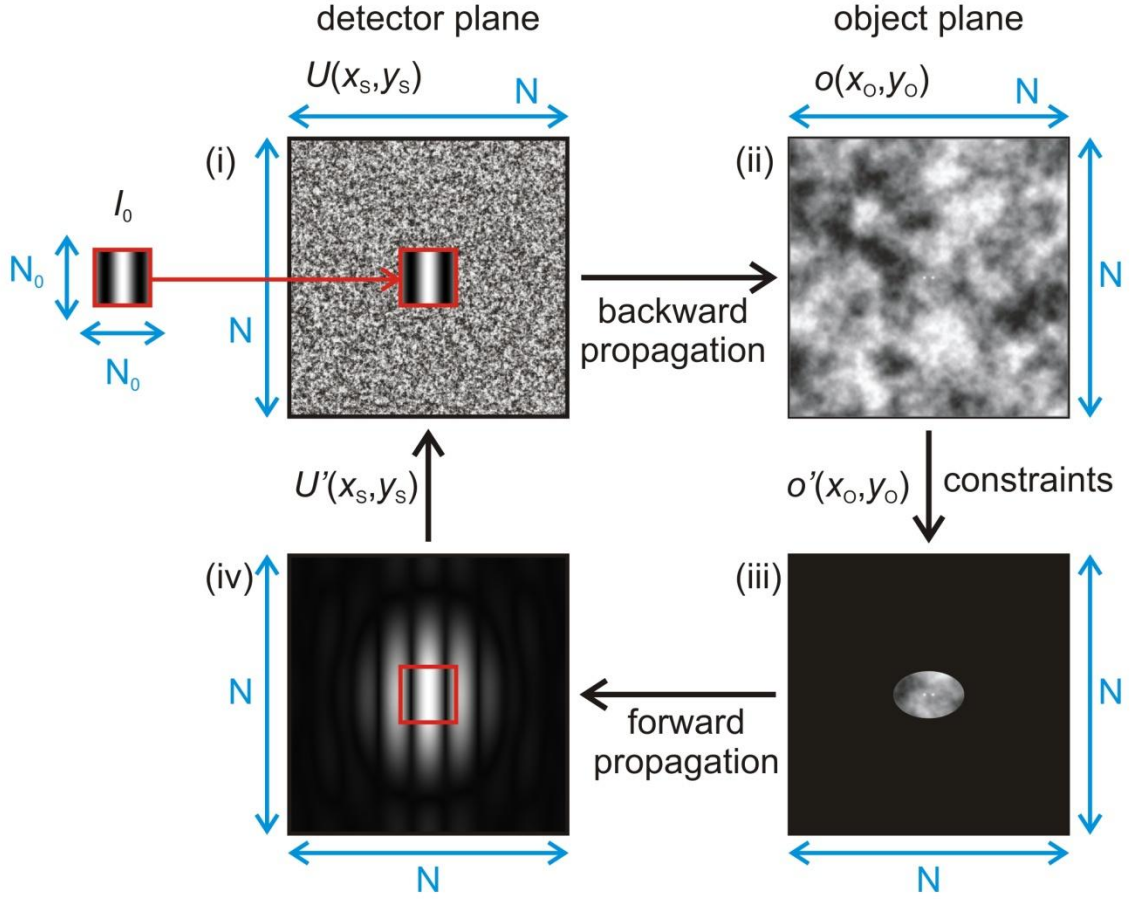 detector plane
object plane
U(xₛ,yₛ)
N
o(xₒ,yₒ)
N
(i)
(ii)
I₀
N₀
N₀
N
N
backward
propagation
U'(xₛ,yₛ)
o'(xₒ,yₒ)
constraints
(iv)
(iii)
N
N
forward
propagation
N
N